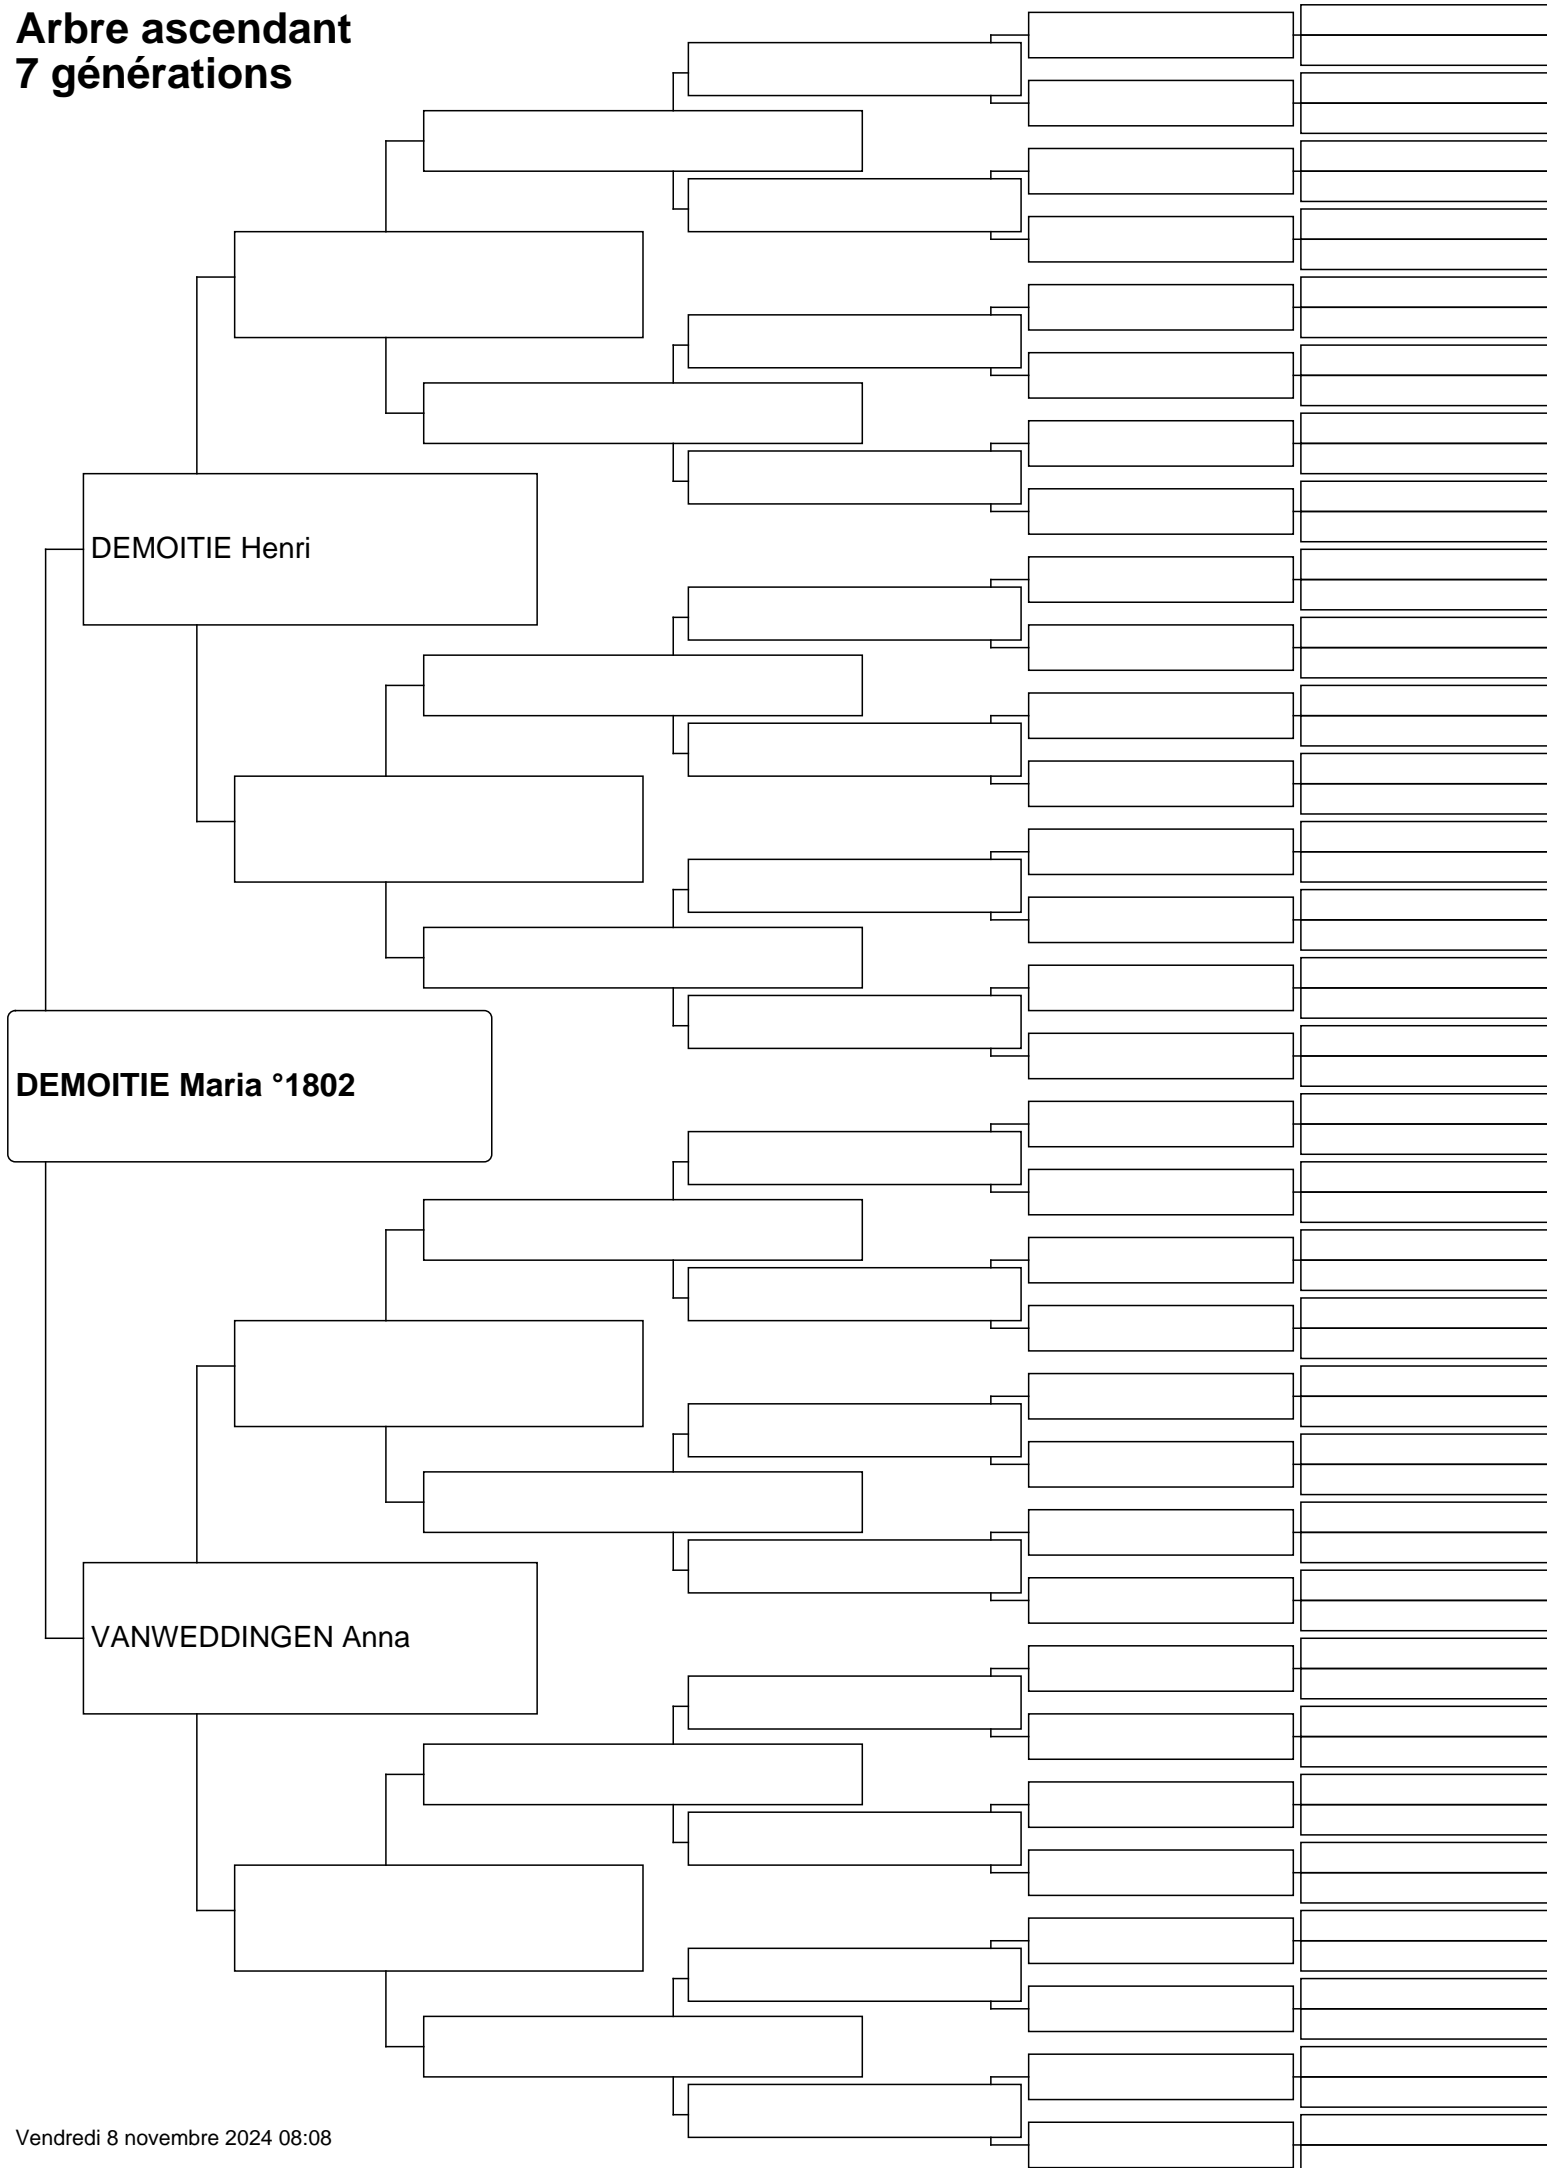 Arbre ascendant
7 générations
DEMOITIE Henri
DEMOITIE Maria °1802
VANWEDDINGEN Anna
Vendredi 8 novembre 2024 08:08